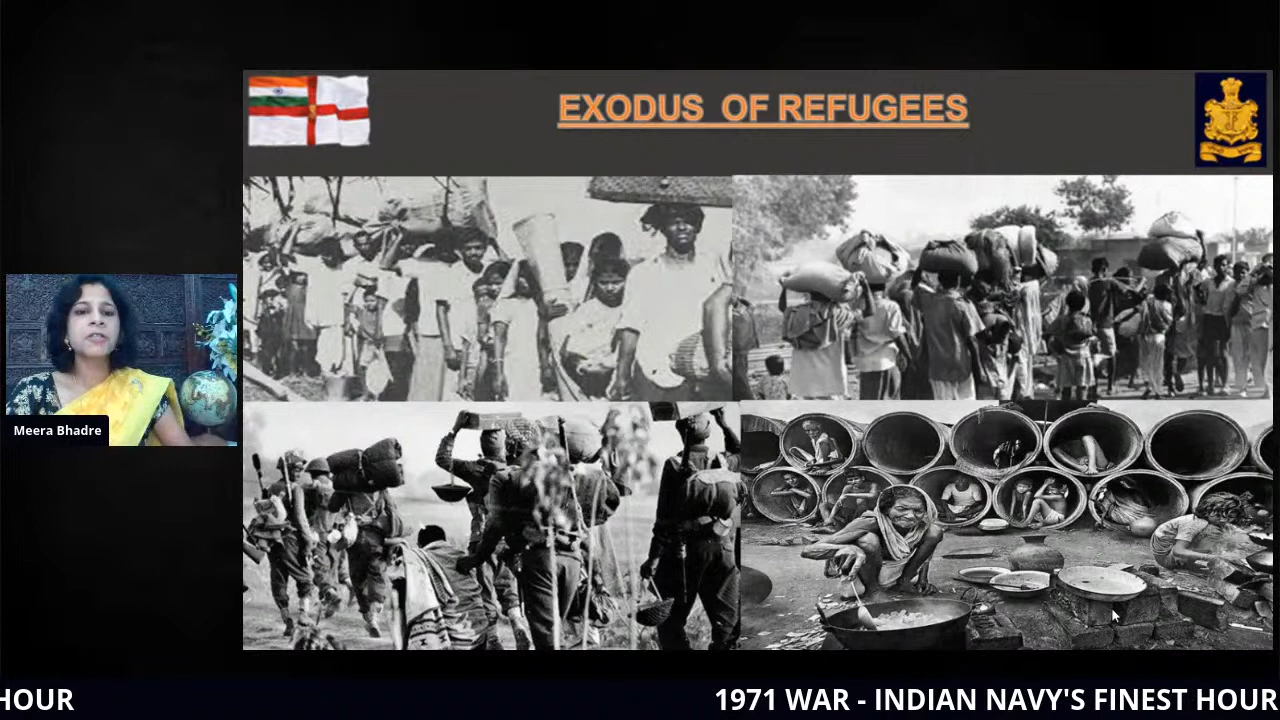 EXODUS OF REFUGEES
Meera Bhadre
HOUR
1971 WAR - INDIAN NAVY'S FINEST HOUR